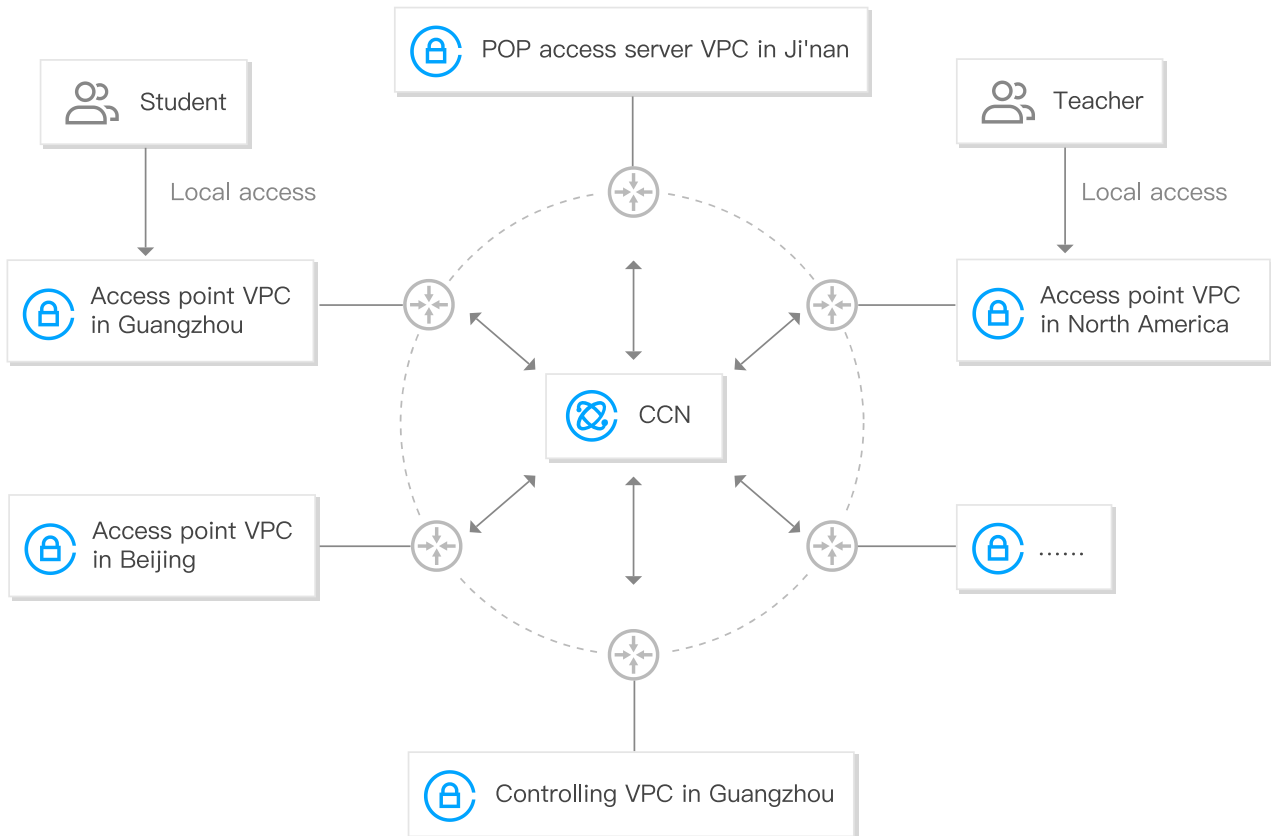 POP access server VPC in Ji'nan
Student
Teacher
Local access
Local access
Access point VPC
in Guangzhou
Access point VPC
in North America
CCN
Access point VPC
in Beijing
......
Controlling VPC in Guangzhou